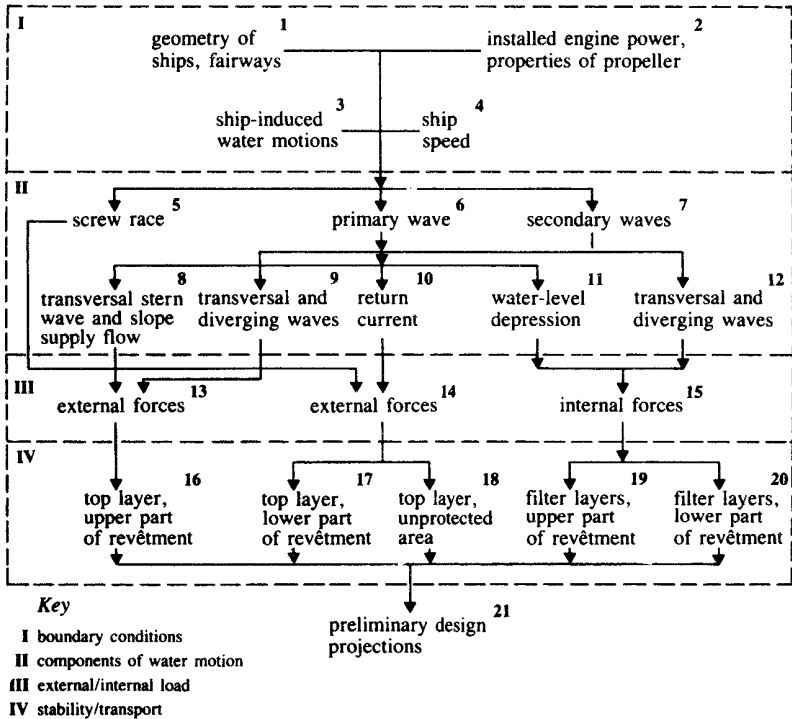 I
1
2
geometry of
ships, fairways
installed engine power,
properties of propeller
3
4
ship-induced
water motions
ship
speed
II
5
6
7
screw race
primary wave
secondary waves
8
9
10
11
12
transversal stern
wave and slope
supply flow
transversal and
diverging waves
return
current
water-level
depression
transversal and
diverging waves
III
13
14
15
external forces
external forces
internal forces
IV
16
17
18
19
20
top layer,
upper part
of revêtment
top layer,
lower part
of revêtment
top layer,
unprotected
area
filter layers,
upper part
of revêtment
filter layers,
lower part
of revêtment
21
preliminary design
projections
Key
I boundary conditions
II components of water motion
III external/internal load
IV stability/transport